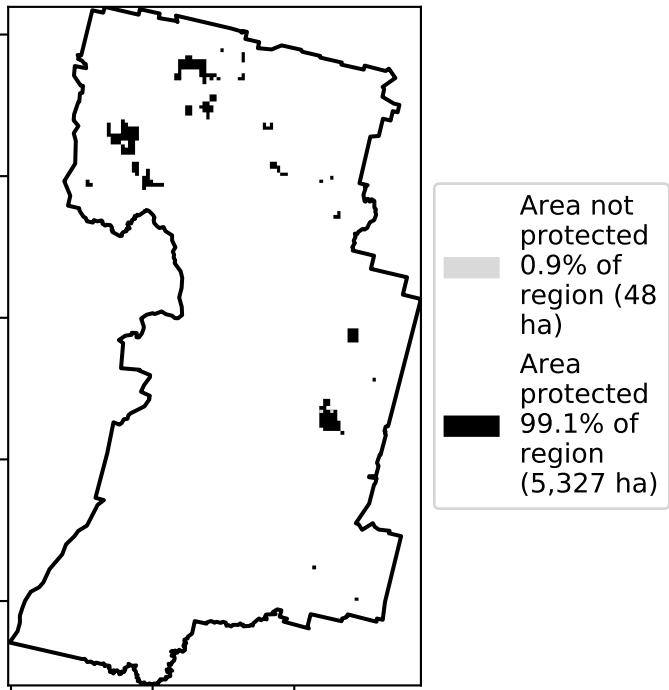 Area not
protected
0.9% of
region (48
ha)
Area
protected
99.1% of
region
(5,327 ha)